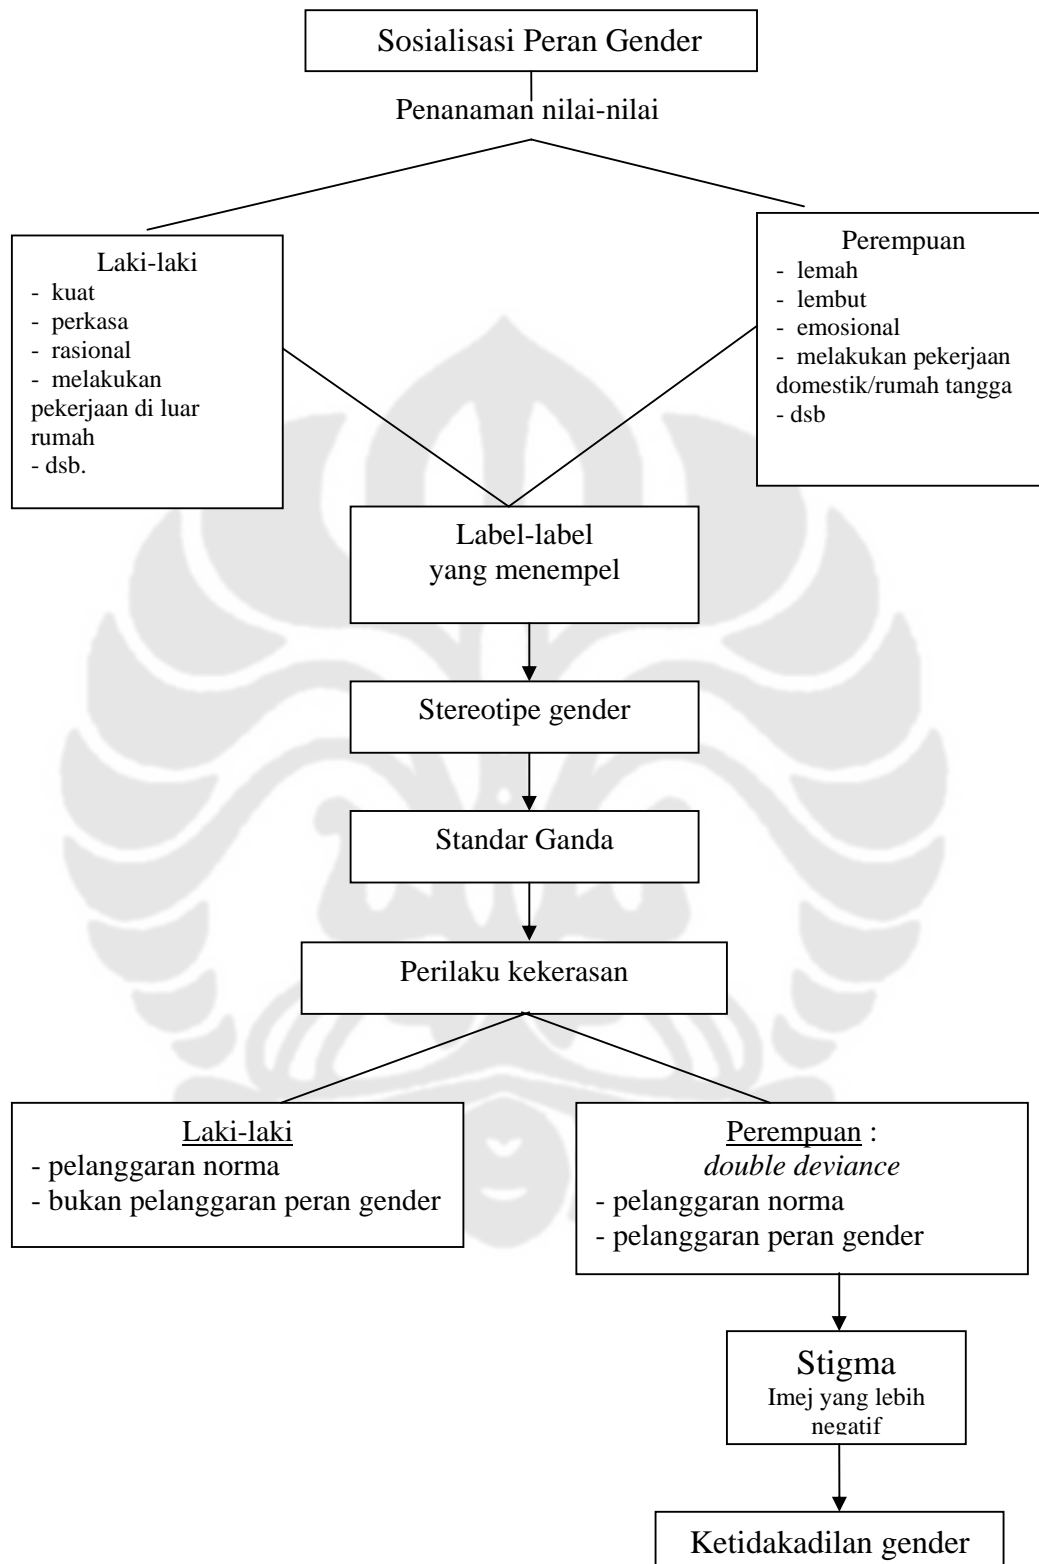 Sosialisasi Peran Gender
Penanaman nilai-nilai
Laki-laki
- kuat
- perkasa
- rasional
- melakukan
pekerjaan di luar
rumah
- dsb.
Perempuan
- lemah
- lembut
- emosional
- melakukan pekerjaan
domestik/rumah tangga
- dsb
Label-label
yang menempel
Stereotipe gender
Standar Ganda
Perilaku kekerasan
Laki-laki
- pelanggaran norma
- bukan pelanggaran peran gender
Perempuan :
double deviance
- pelanggaran norma
- pelanggaran peran gender
Stigma
Imej yang lebih
negatif
Ketidakadilan gender